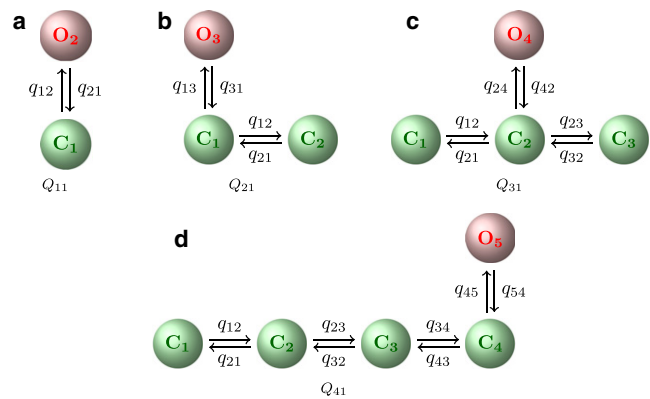 a
O₂
q₁₂ q₂₁
C₁
Q₁₁
b
O₃
q₁₃ q₃₁
C₁ q₁₂ C₂
q₂₁
Q₂₁
c
O₄
q₂₄ q₄₂
q₁₂ q₂₃
C₁ C₂ C₃
q₂₁ q₃₂
Q₃₁
d
O₅
q₄₅ q₅₄
q₁₂ q₂₃ q₃₄
C₁ C₂ C₃ C₄
q₂₁ q₃₂ q₄₃
Q₄₁